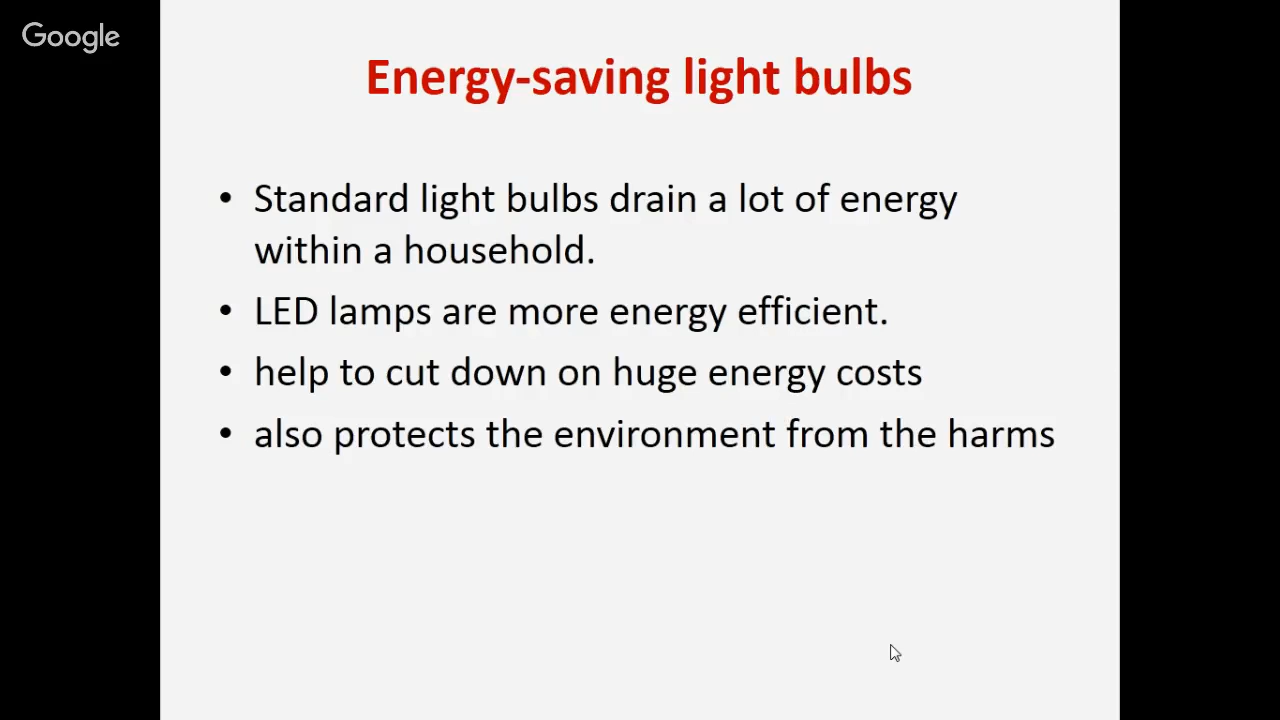 Google
Energy-saving light bulbs
• Standard light bulbs drain a lot of energy
within a household.
• LED lamps are more energy efficient.
• help to cut down on huge energy costs
• also protects the environment from the harms